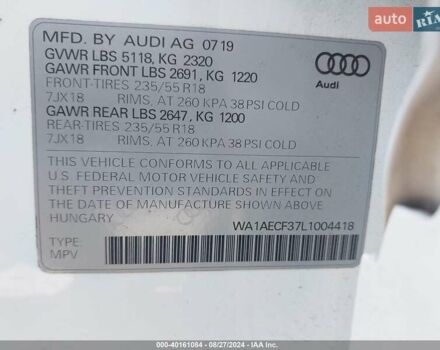 AUTO
RIA
MFD. BY AUDI AG 07 19
GVWR LBS 5118, KG 2320
GAWR FRONT LBS 2691, KG 1220
FRONT-TIRES 235/55 R18
7JX18 RIMS, AT 260 KPA 38 PSI COLD
GAWR REAR LBS 2647, KG 1200
REAR-TIRES 235/55 R18
7JX18 RIMS, AT 260 KPA 38 PSI COLD
Audi
THIS VEHICLE CONFORMS TO ALL APPLICABLE
U.S. FEDERAL MOTOR VEHICLE SAFETY
AND THEFT PREVENTION STANDARDS IN EFFECT ON
THE DATE OF MANUFACTURE SHOWN ABOVE.
HUNGARY
WA1AECF37L1004418
TYPE:
MPV
000-40161084 | 08/27/2024 | IAA Inc.